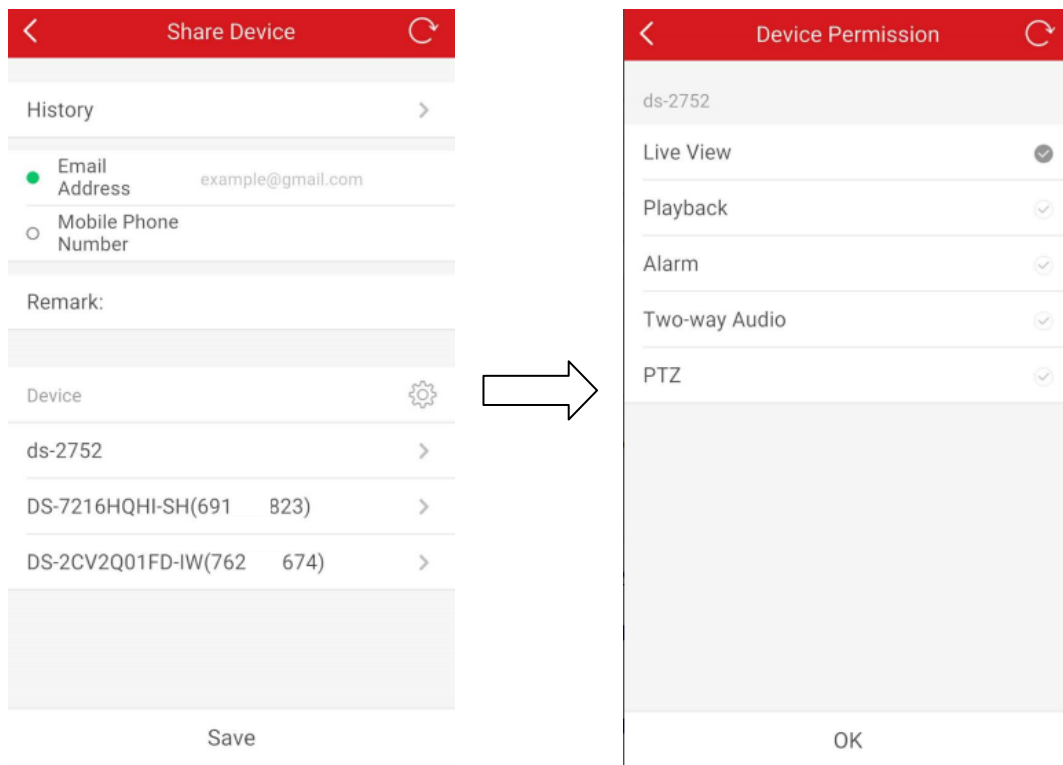 Share Device
History
Email
Address
example@gmail.com
Mobile Phone
Number
Remark:
Device
ds-2752
DS-7216HQHI-SH(691 823)
DS-2CV2Q01FD-IW(762 674)
Save
Device Permission
ds-2752
Live View
Playback
Alarm
Two-way Audio
PTZ
OK